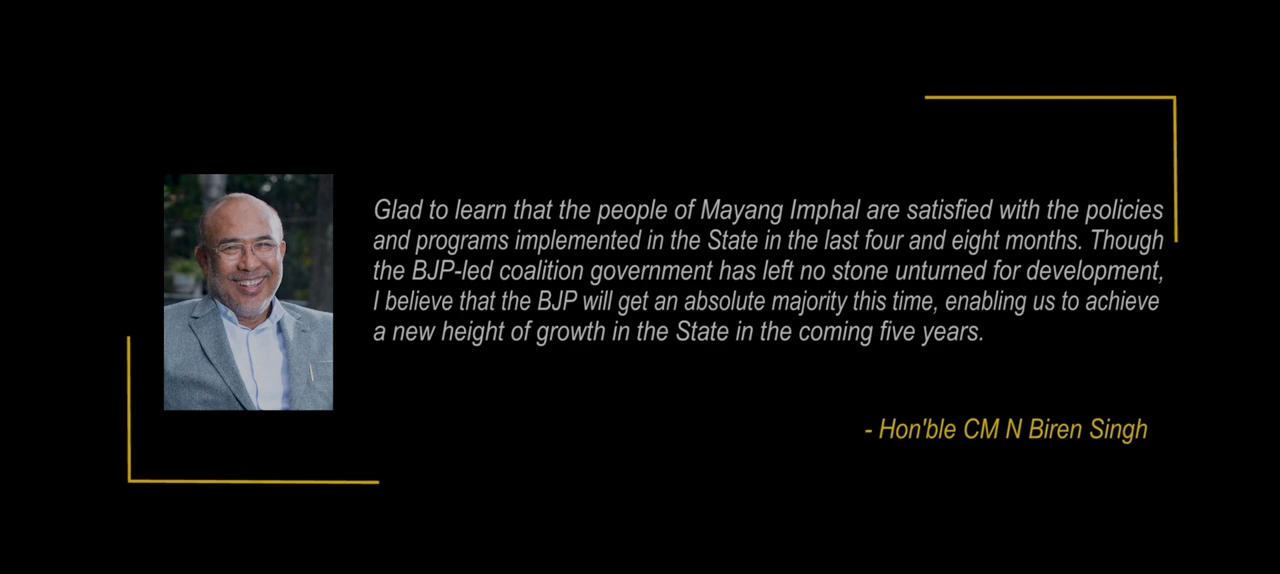 Glad to learn that the people of Mayang Imphal are satisfied with the policies
and programs implemented in the State in the last four and eight months. Though
the BJP-led coalition government has left no stone unturned for development,
I believe that the BJP will get an absolute majority this time, enabling us to achieve
a new height of growth in the State in the coming five years.
- Hon'ble CM N Biren Singh